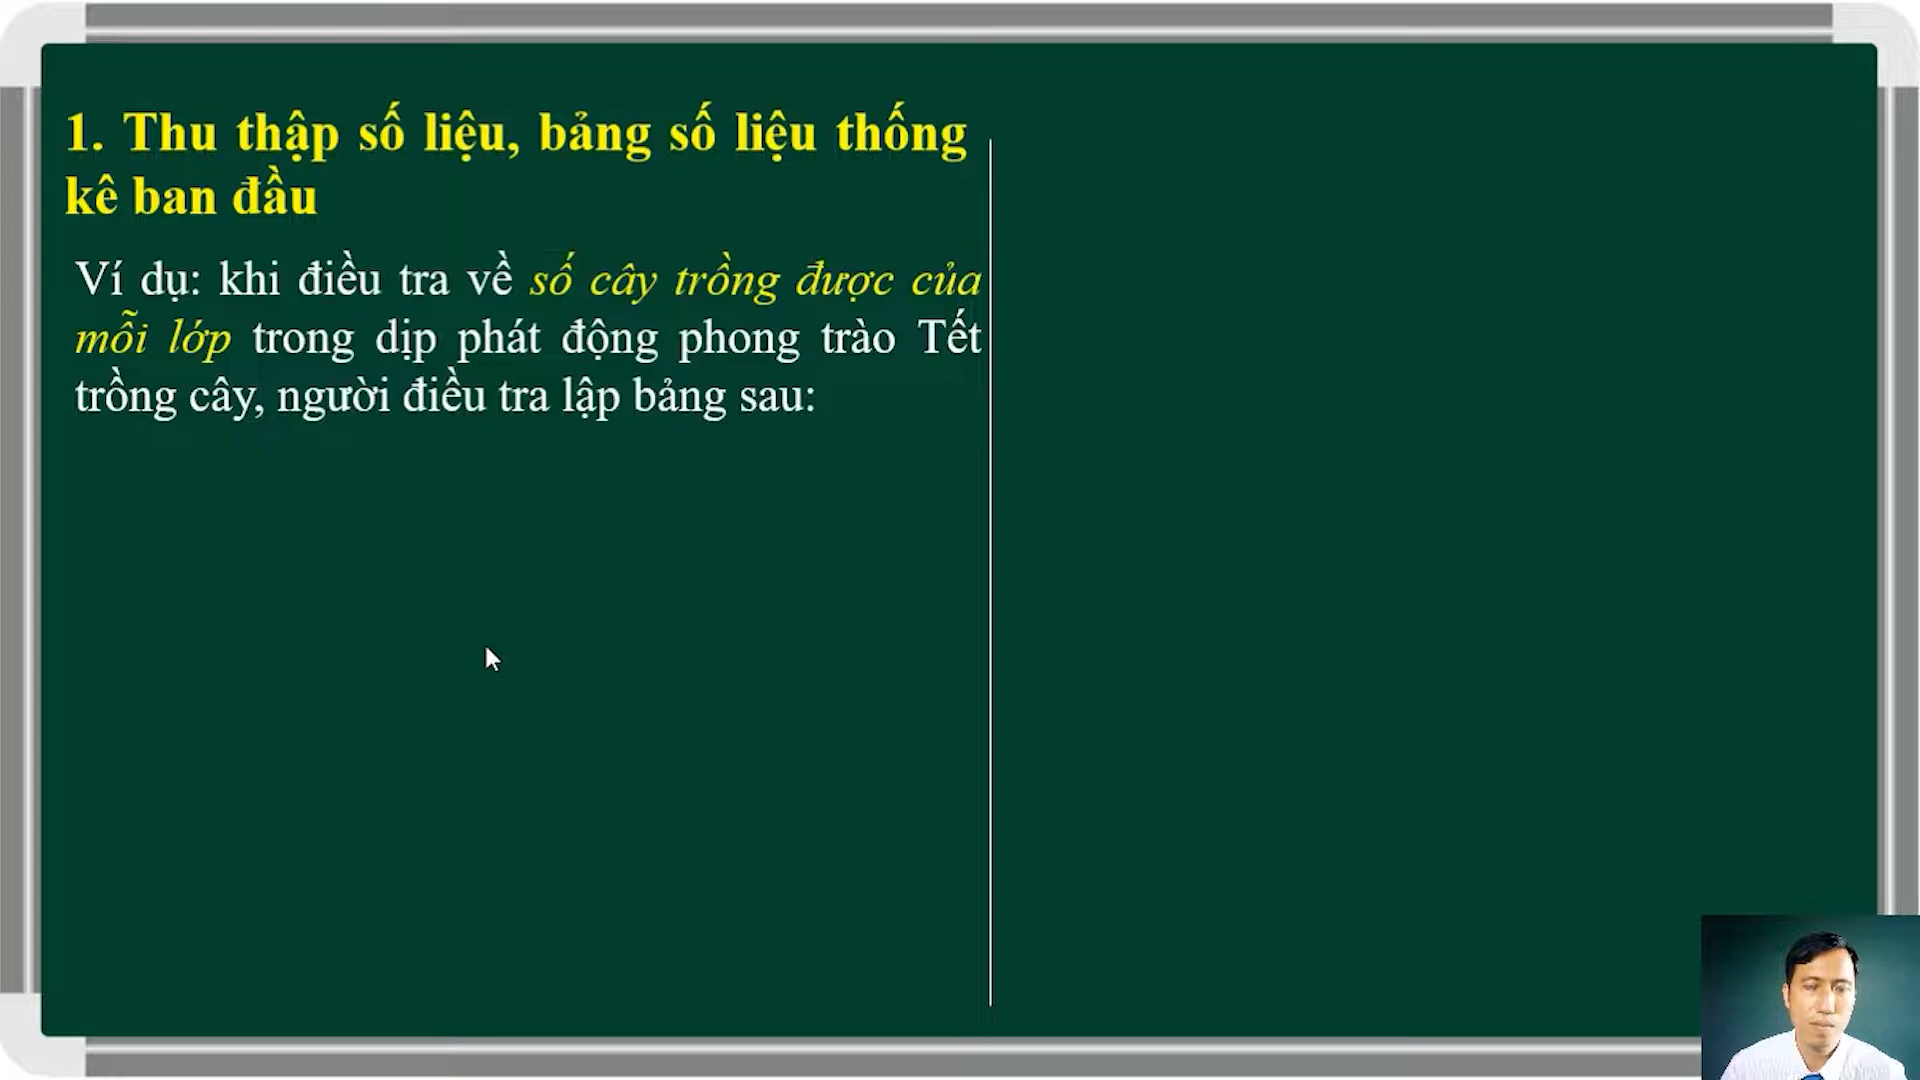 1. Thu thập số liệu, bảng số liệu thống
kê ban đầu
Ví dụ: khi điều tra về số cây trồng được của
mỗi lớp trong dịp phát động phong trào Tết
trồng cây, người điều tra lập bảng sau: